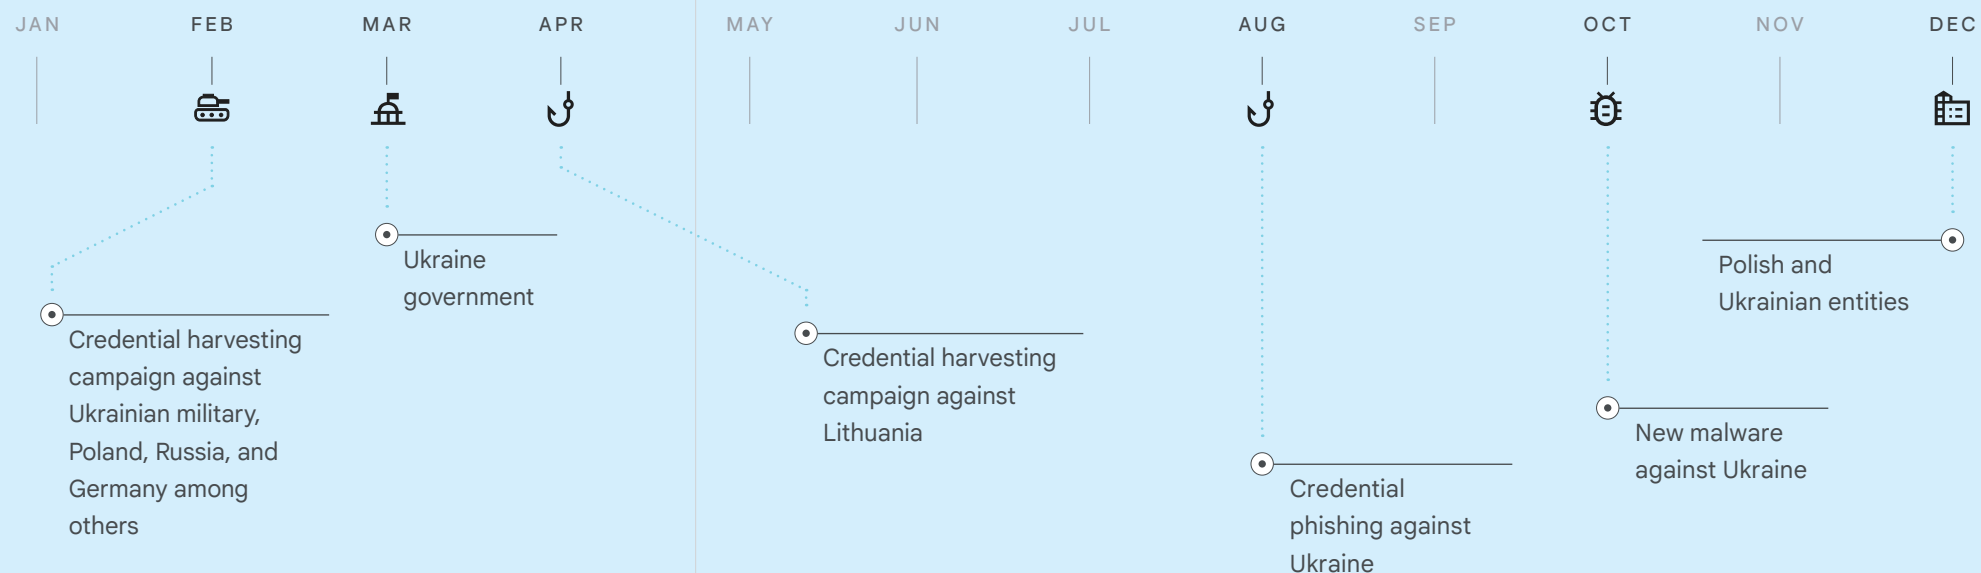 JAN FEB MAR APR MAY JUN JUL AUG SEP OCT NOV DEC
Credential harvesting
campaign against
Ukrainian military,
Poland, Russia, and
Germany among
others
Ukraine
government
Credential harvesting
campaign against
Lithuania
Credential
phishing against
Ukraine
New malware
against Ukraine
Polish and
Ukrainian entities